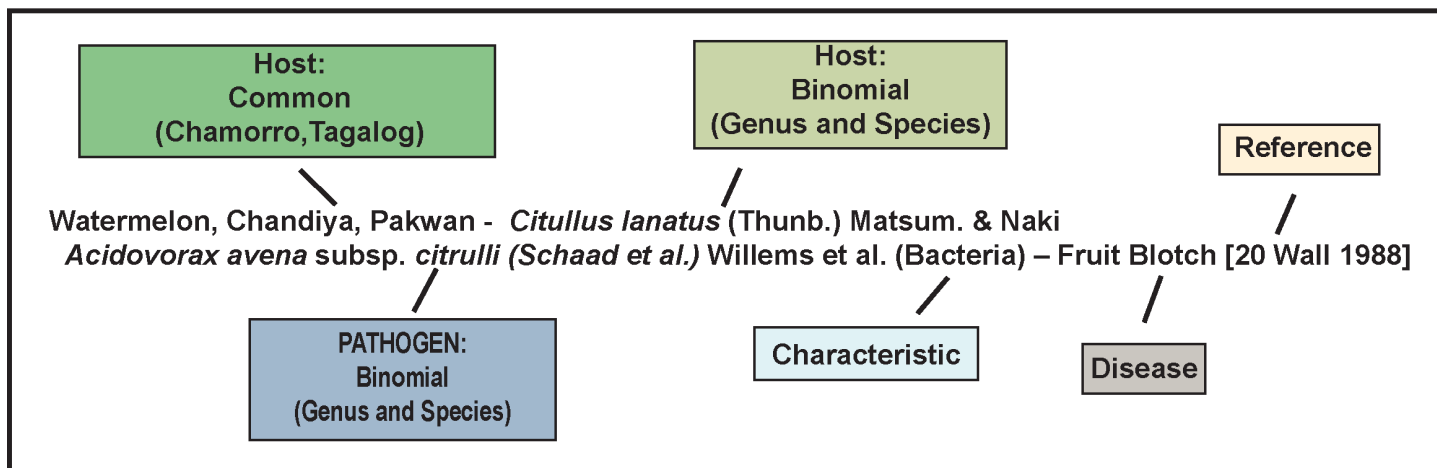 Host:
Common
(Chamorro,Tagalog)
Host:
Binomial
(Genus and Species)
Reference
Watermelon, Chandiya, Pakwan - Citullus lanatus (Thunb.) Matsum. & Naki
Acidovorax avena subsp. citrulli (Schaad et al.) Willems et al. (Bacteria) – Fruit Blotch [20 Wall 1988]
PATHOGEN:
Binomial
(Genus and Species)
Characteristic
Disease